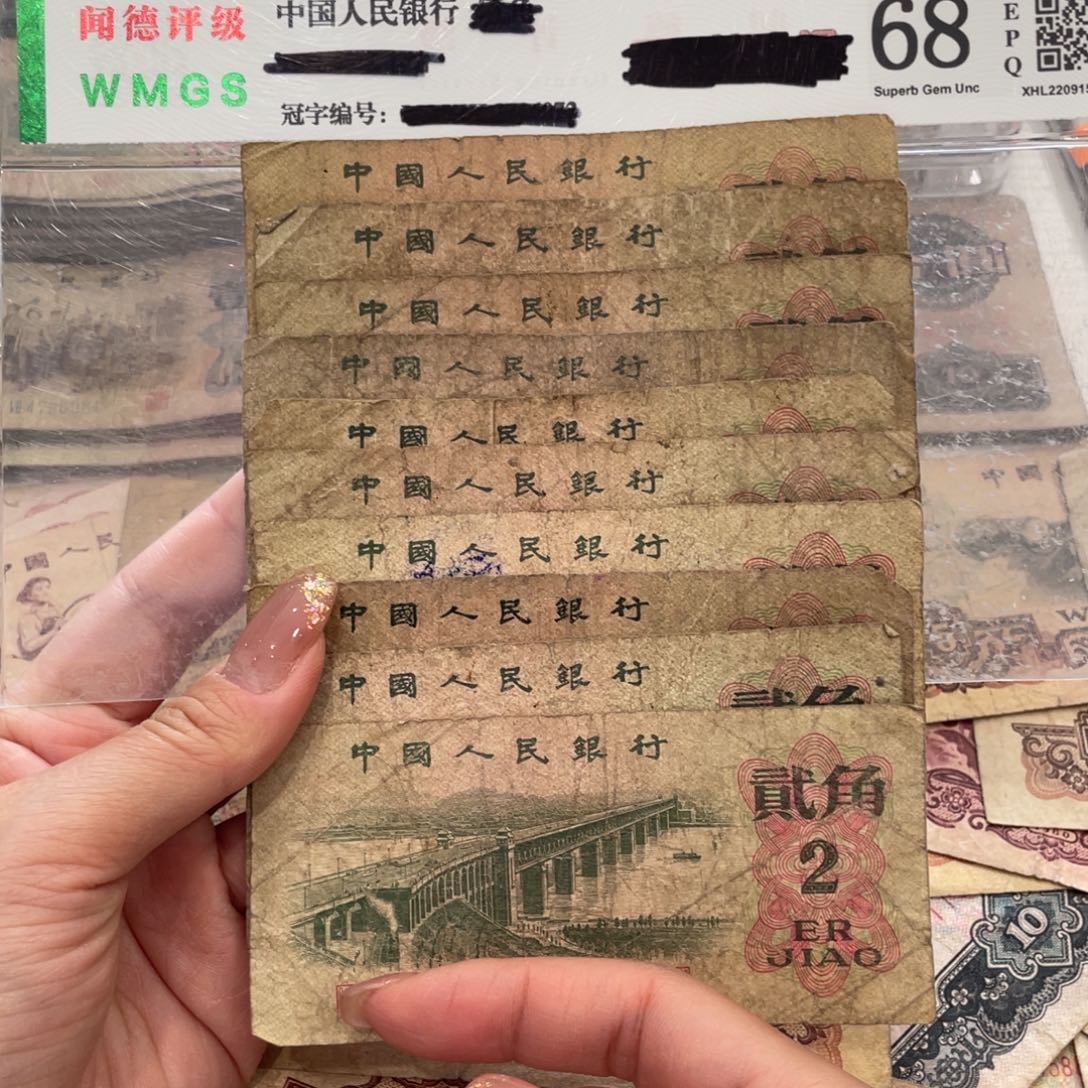 闻德评级
WMGS
中国人民银行
冠字编号:
68
Superb Gem Unc
EPQ
XHL220915
中國人民銀行
中國人民銀行
中國人民銀行
中國人民銀行
中國人民銀行
中國人民銀行
中國人民銀行
中國人民銀行
中國人民銀行
貳角
中國人民銀行
貳角
2
ER
JIAO
10